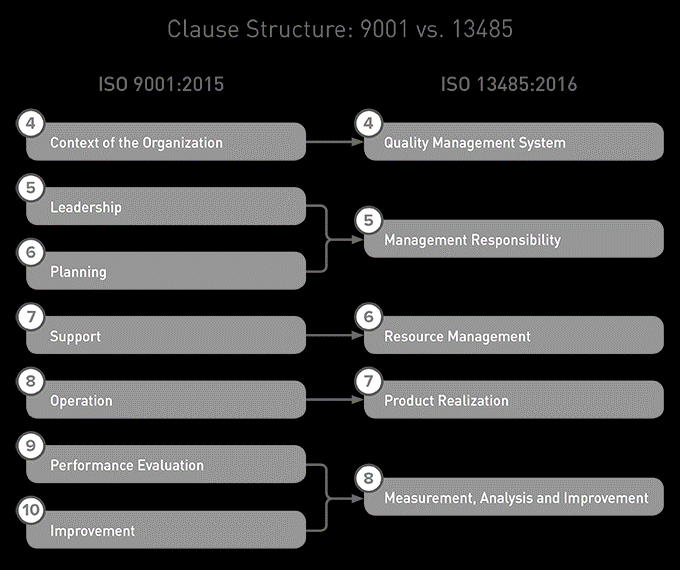 Clause Structure: 9001 vs. 13485
ISO 9001:2015
ISO 13485:2016
4
Context of the Organization
4
Quality Management System
5
Leadership
5
Management Responsibility
6
Planning
7
Support
6
Resource Management
8
Operation
7
Product Realization
9
Performance Evaluation
8
Measurement, Analysis and Improvement
10
Improvement